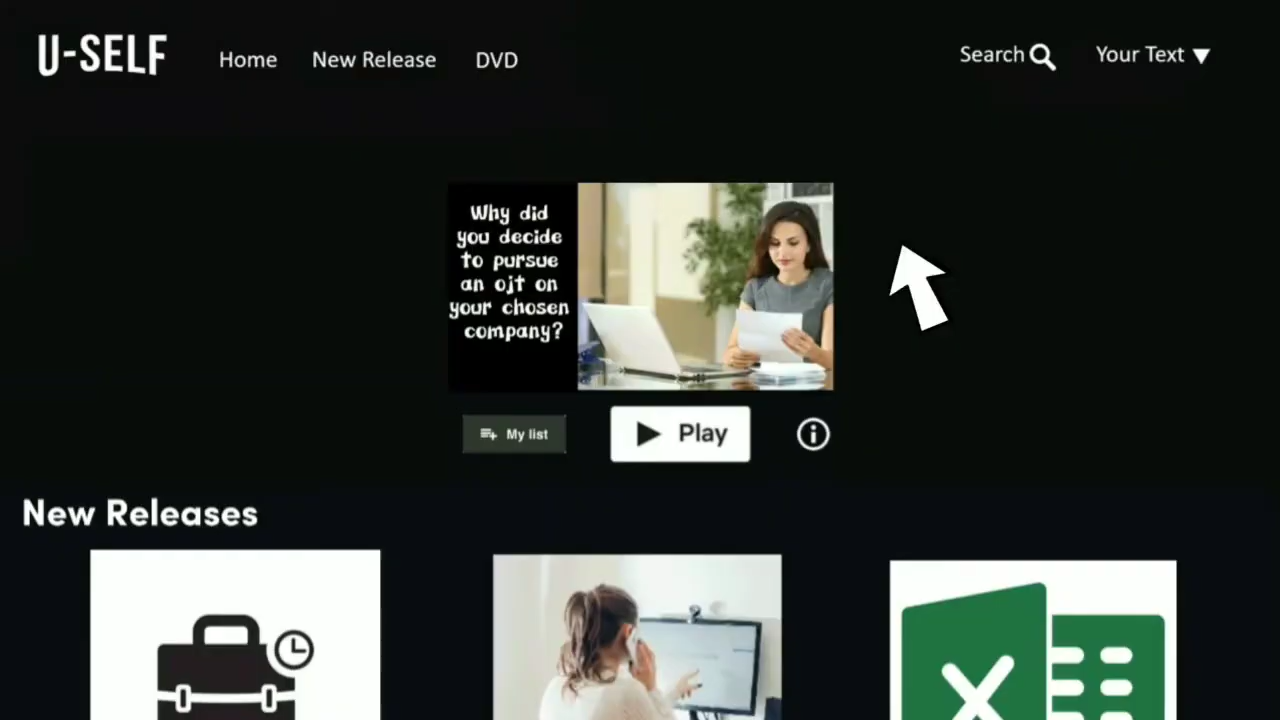 U-SELF
Home
New Release
DVD
Search
Your Text
Why did
you decide
to pursue
an ojt on
your chosen
company?
My list
Play
New Releases
X